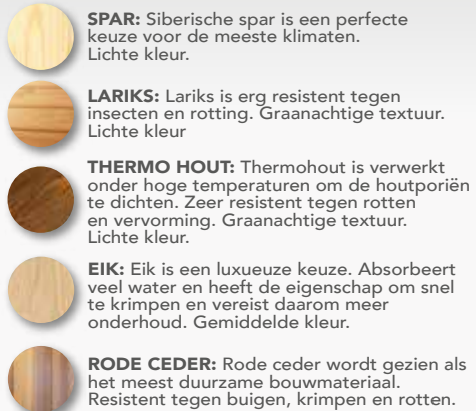 SPAR: Siberische spar is een perfecte
keuze voor de meeste klimaten.
Lichte kleur.
LARIKS: Lariks is erg resistent tegen
insecten en rotting. Graanachtige textuur.
Lichte kleur
THERMO HOUT: Thermohout is verwerkt
onder hoge temperaturen om de houtporiën
te dichten. Zeer resistent tegen rotten
en vervorming. Graanachtige textuur.
Lichte kleur.
EIK: Eik is een luxueuze keuze. Absorbeert
veel water en heeft de eigenschap om snel
te krimpen en vereist daarom meer
onderhoud. Gemiddelde kleur.
RODE CEDER: Rode ceder wordt gezien als
het meest duurzame bouwmateriaal.
Resistent tegen buigen, krimpen en rotten.